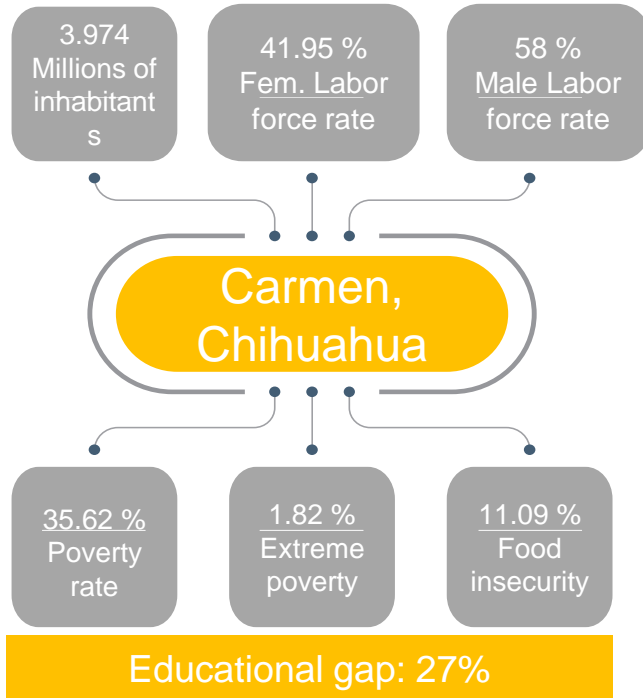 3.974
Millions of
inhabitant
s
41.95 %
Fem. Labor
force rate
58 %
Male Labor
force rate
Carmen,
Chihuahua
35.62 %
Poverty
rate
1.82 %
Extreme
poverty
11.09 %
Food
insecurity
Educational gap: 27%